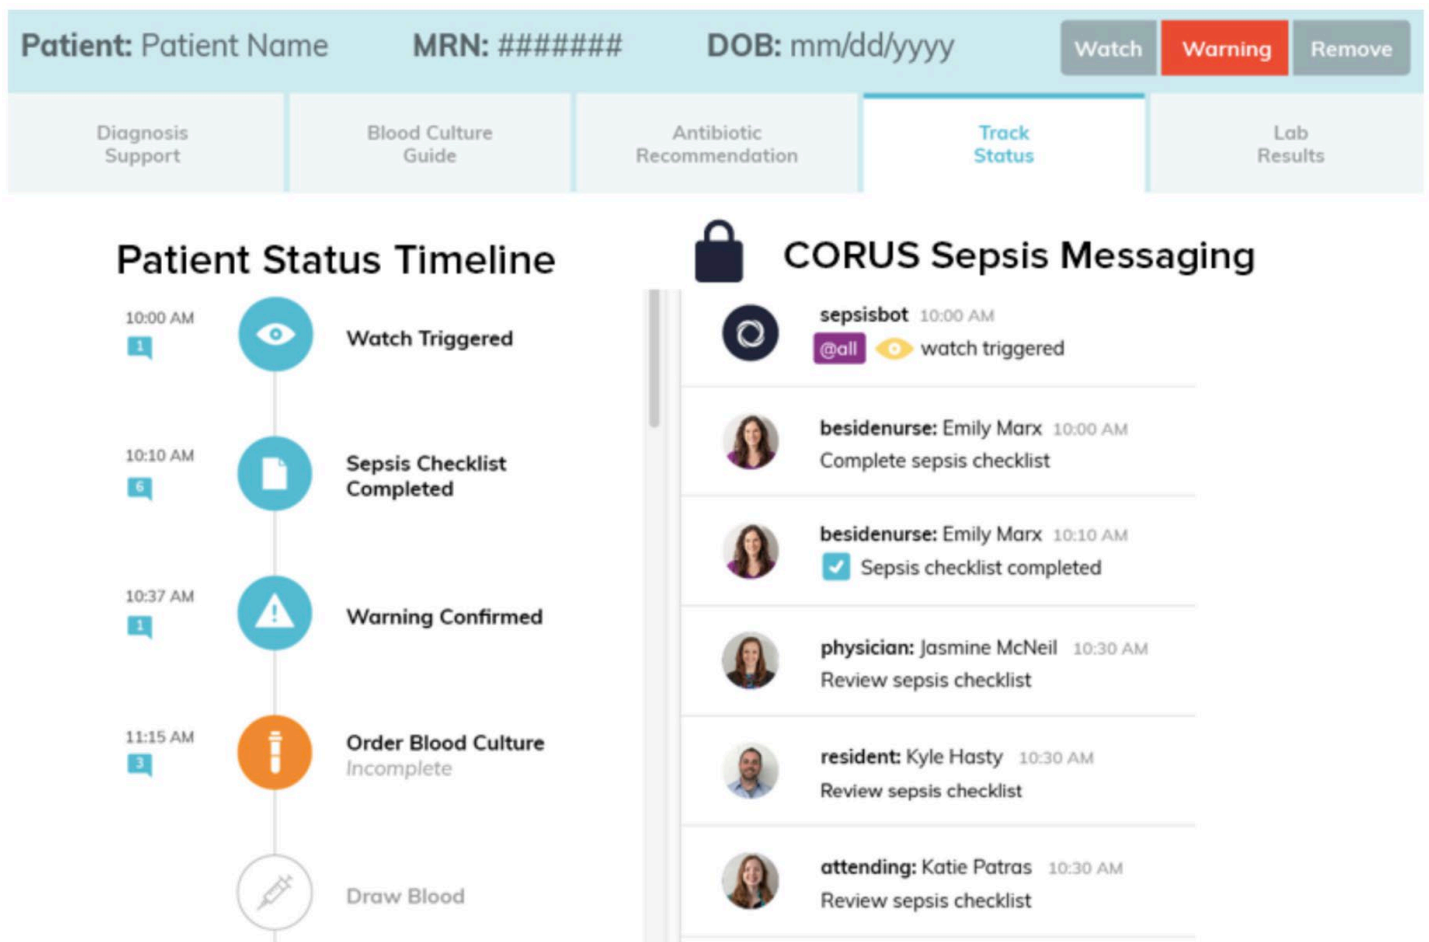 Patient: Patient Name MRN: ####### DOB: mm/dd/yyyy Watch Warning Remove
Diagnosis
Support
Blood Culture
Guide
Antibiotic
Recommendation
Track
Status
Lab
Results
Patient Status Timeline
10:00 AM
1
Watch Triggered
10:10 AM
6
Sepsis Checklist
Completed
10:37 AM
1
Warning Confirmed
11:15 AM
3
Order Blood Culture
Incomplete
Draw Blood
CORUS Sepsis Messaging
sepsisbot 10:00 AM
@all watch triggered
besidenurse: Emily Marx 10:00 AM
Complete sepsis checklist
besidenurse: Emily Marx 10:10 AM
Sepsis checklist completed
physician: Jasmine McNeil 10:30 AM
Review sepsis checklist
resident: Kyle Hasty 10:30 AM
Review sepsis checklist
attending: Katie Patras 10:30 AM
Review sepsis checklist